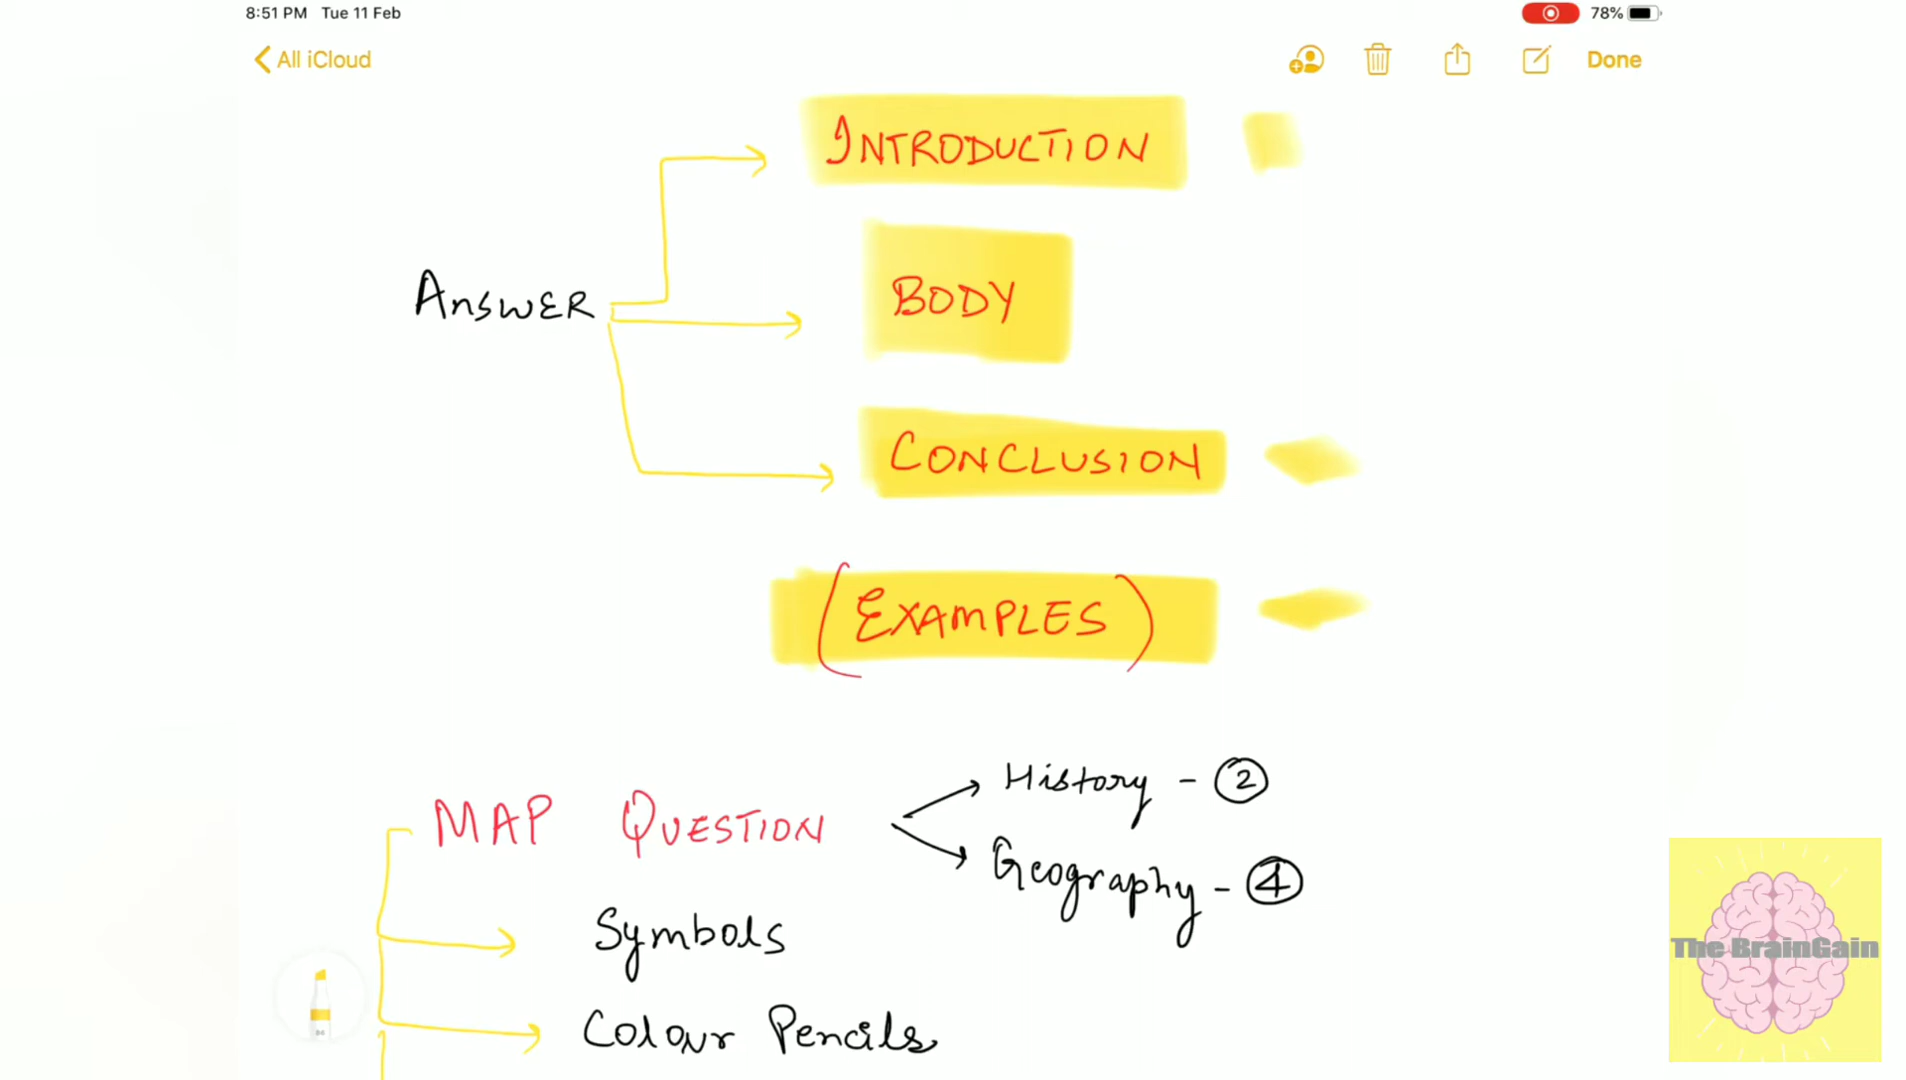 8:51 PM Tue 11 Feb
78%
All iCloud
Done
INTRODUCTION
ANSWER
BODY
CONCLUSION
(EXAMPLES)
MAP QUESTION
History - 2
Geography - 4
Symbols
Colour Pencils
The BrainGain